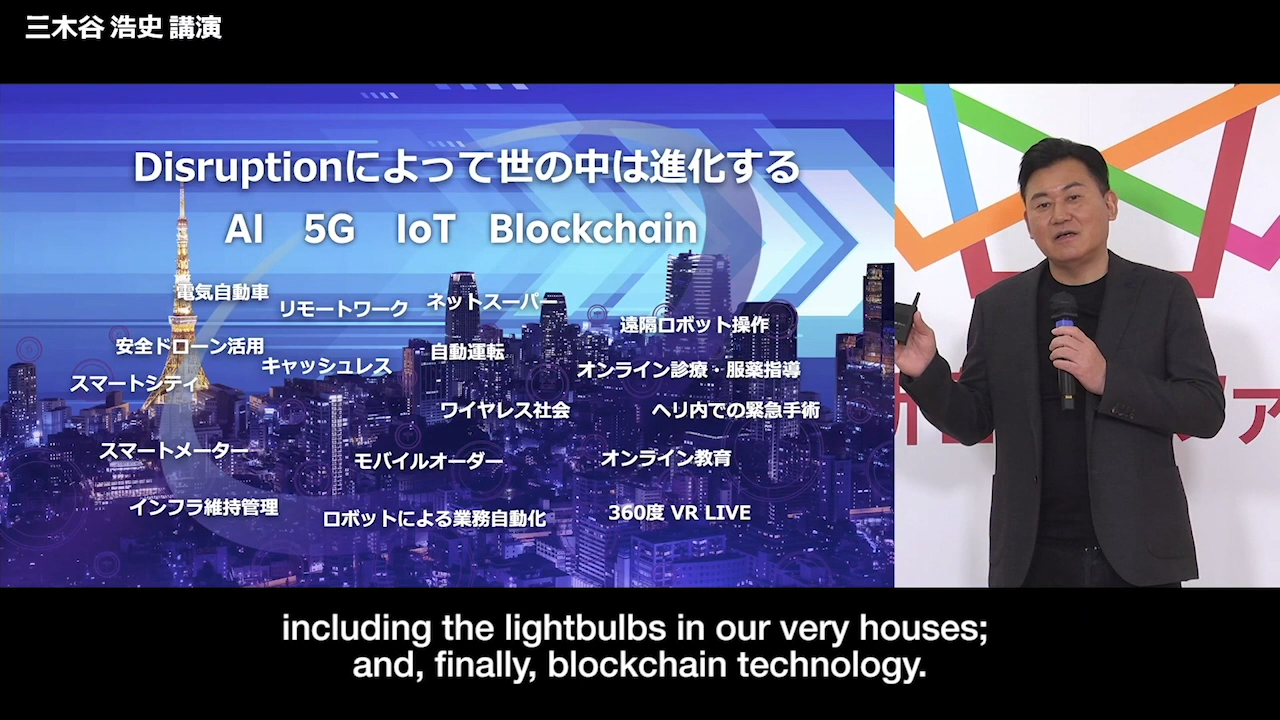 三木谷 浩史 講演
Disruptionによって世の中は進化する
AI 5G IoT Blockchain
電気自動車
リモートワーク
ネットスーパー
遠隔ロボット操作
安全ドローン活用
キャッシュレス
自動運転
オンライン診療・服薬指導
スマートシティ
ワイヤレス社会
ヘリ内での緊急手術
スマートメーター
モバイルオーダー
オンライン教育
インフラ維持管理
ロボットによる業務自動化
360度 VR LIVE
including the lightbulbs in our very houses;
and, finally, blockchain technology.